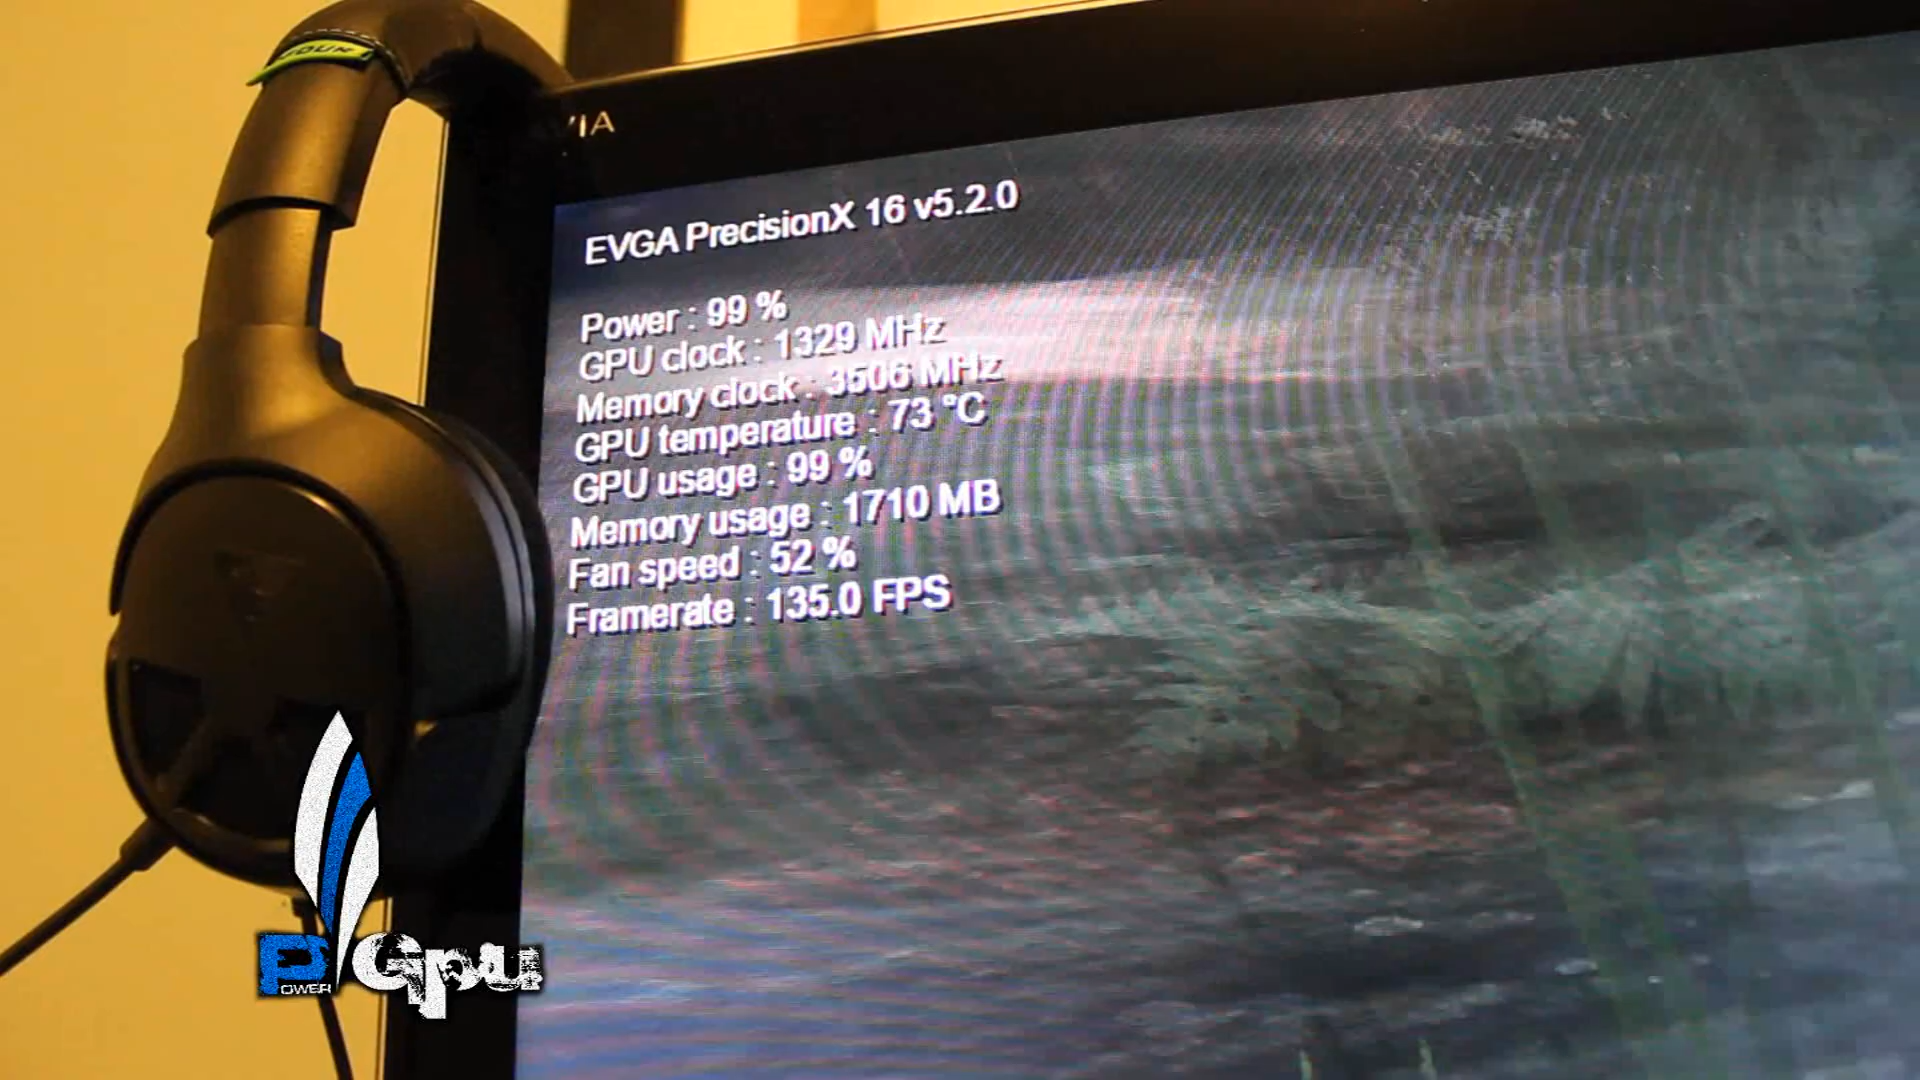 VIA
EVGA PrecisionX 16 v5.2.0
Power : 99 %
GPU clock : 1329 MHz
Memory clock : 3506 MHz
GPU temperature : 73 °C
GPU usage : 99 %
Memory usage : 1710 MB
Fan speed : 52 %
Framerate : 135.0 FPS
POWER
Gpu